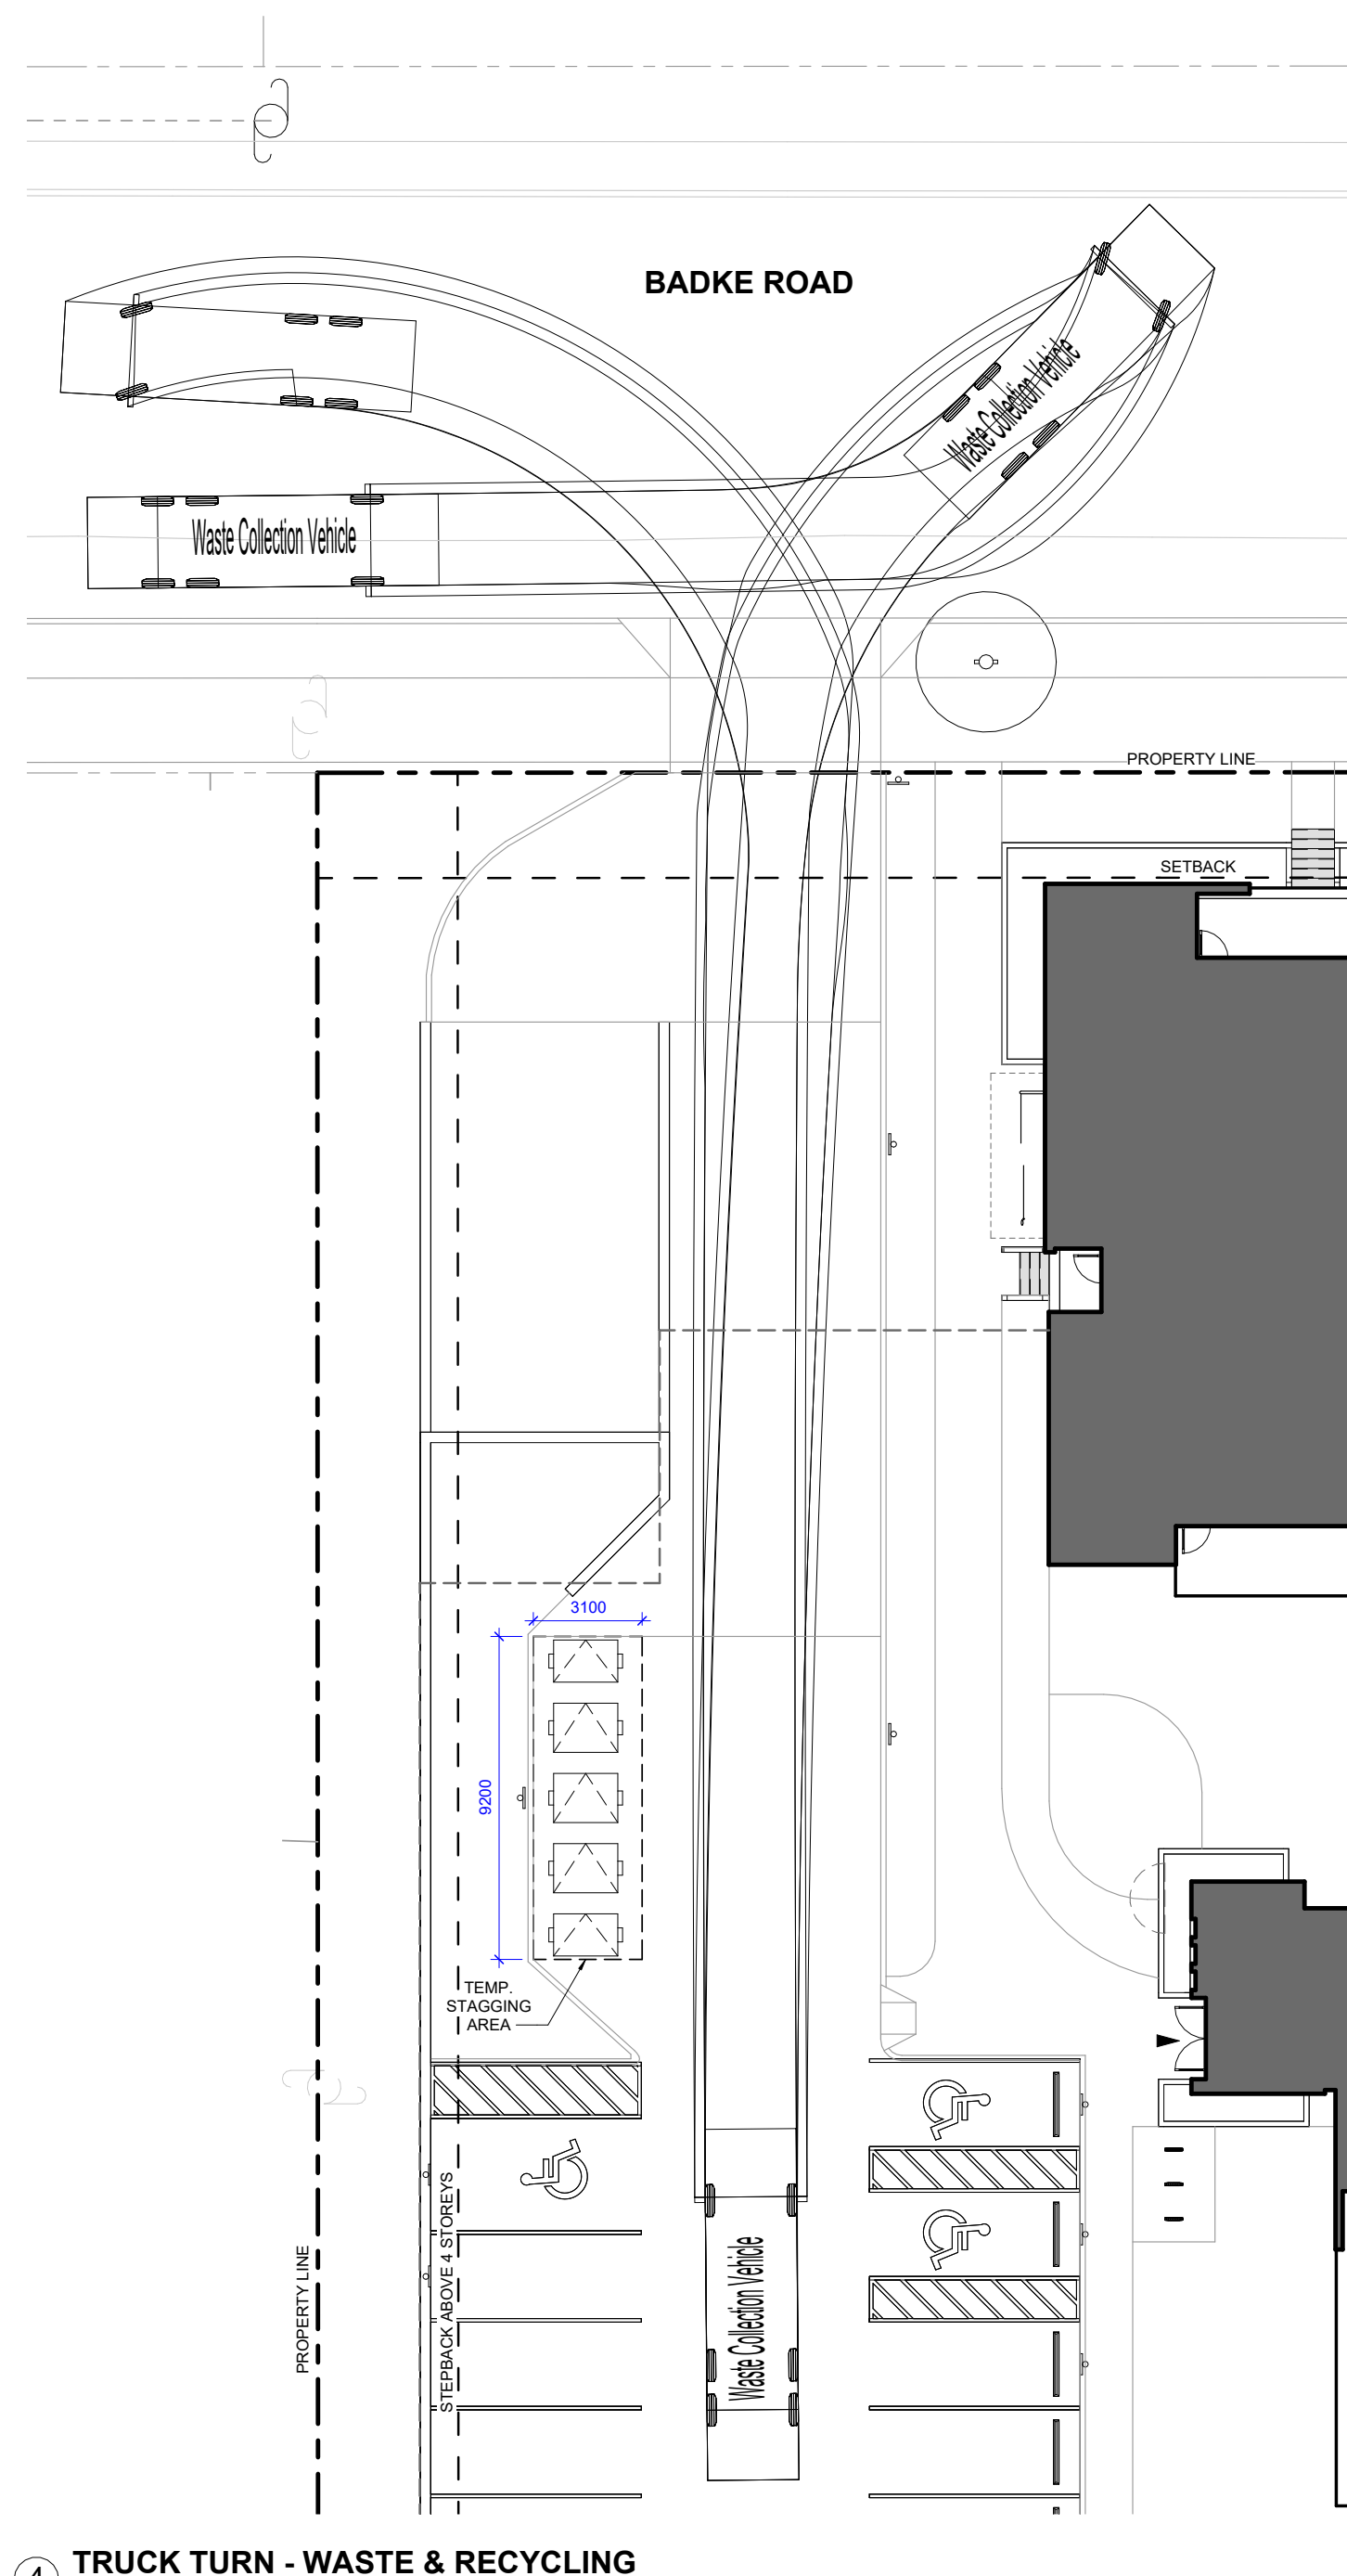 BADKE ROAD
Waste Collection Vehicle
Waste Collection Vehicle
PROPERTY LINE
SETBACK
3100
9200
TEMP.
STAGGING
AREA
PROPERTY LINE
STEPBACK ABOVE 4 STOREYS
Waste Collection Vehicle
4
TRUCK TURN - WASTE & RECYCLING